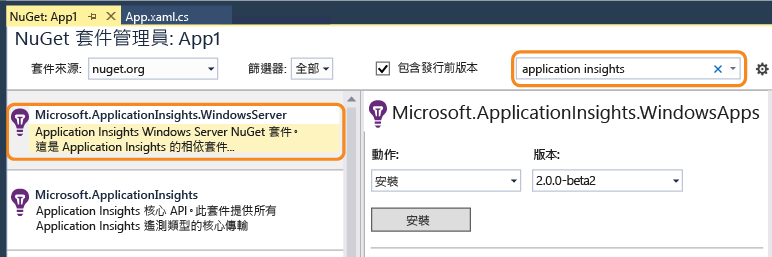 NuGet: App1
App.xaml.cs
NuGet 套件管理員: App1
套件來源: nuget.org 篩選器: 全部 包含發行前版本 application insights
Microsoft.ApplicationInsights.WindowsServer
Application Insights Windows Server NuGet 套件。
這是 Application Insights 的相依套件...
Microsoft.ApplicationInsights
Application Insights 核心 API。此套件提供所有
Application Insights 遙測類型的核心傳輸
Microsoft.ApplicationInsights.WindowsApps
動作: 版本:
安裝 2.0.0-beta2
安裝